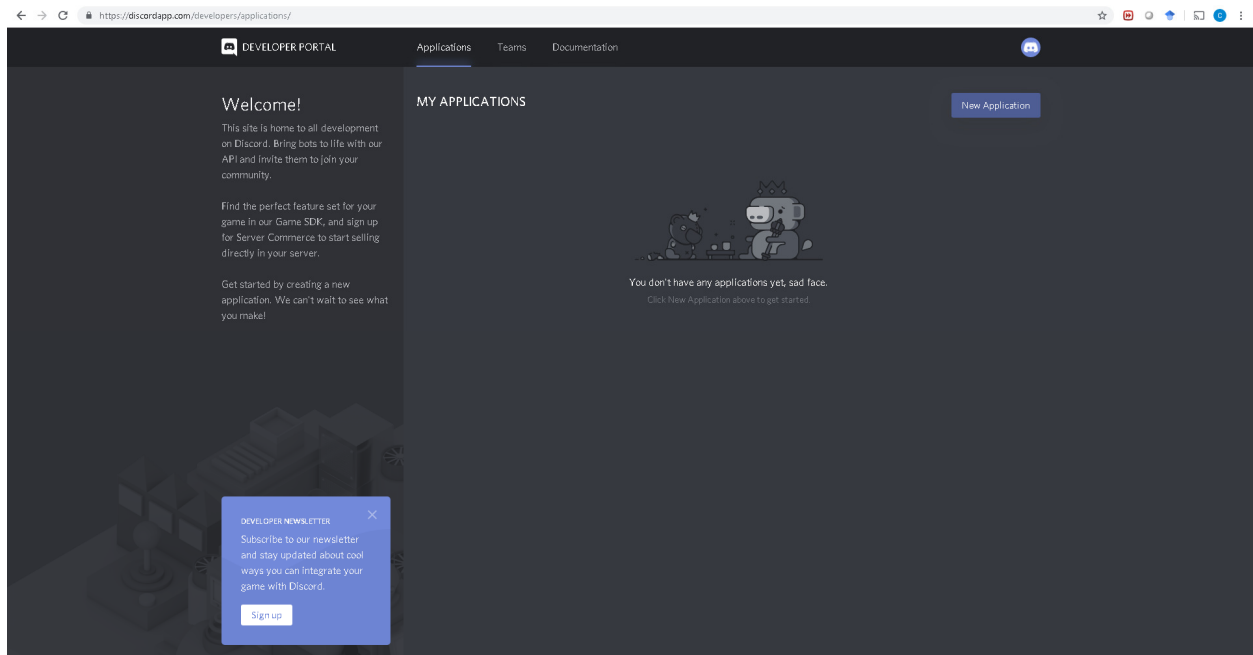 https://discordapp.com/developers/applications/
DEVELOPER PORTAL
Applications
Teams
Documentation
Welcome!
This site is home to all development
on Discord. Bring bots to life with our
API and invite them to join your
community.
Find the perfect feature set for your
game in our Game SDK, and sign up
for Server Commerce to start selling
directly in your server.
Get started by creating a new
application. We can't wait to see what
you make!
DEVELOPER NEWSLETTER
Subscribe to our newsletter
and stay updated about cool
ways you can integrate your
game with Discord.
Sign up
MY APPLICATIONS
New Application
You don't have any applications yet, sad face.
Click New Application above to get started